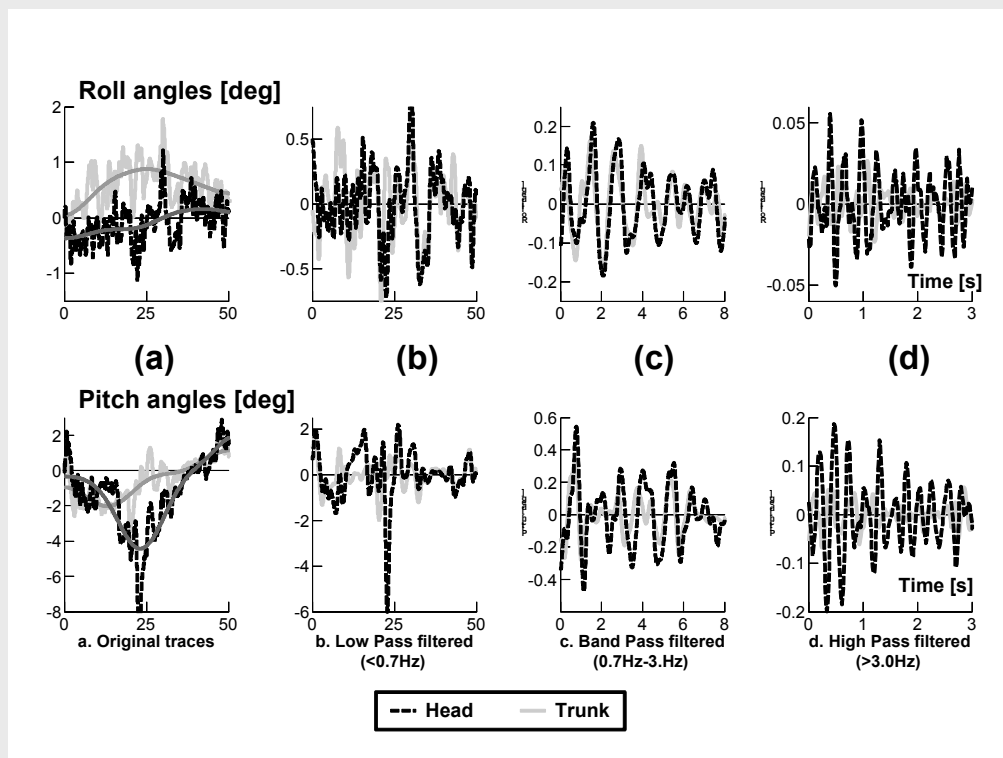 Roll angles [deg]
2
1
0
-1
0 25 50
0.5
0
-0.5
0 25 50
0.2
0.1
0
-0.1
-0.2
0 2 4 6 8
0.05
0
-0.05
Time [s]
0 1 2 3
(a) (b) (c) (d)
Pitch angles [deg]
2
0
-2
-4
-6
-8
0 25 50
2
0
-2
-4
-6
0 25 50
0.6
0.4
0.2
0
-0.2
-0.4
0 2 4 6 8
0.2
0.1
0
-0.1
-0.2
Time [s]
0 1 2 3
a. Original traces
b. Low Pass filtered
(<0.7Hz)
c. Band Pass filtered
(0.7Hz-3.Hz)
d. High Pass filtered
(>3.0Hz)
Head Trunk